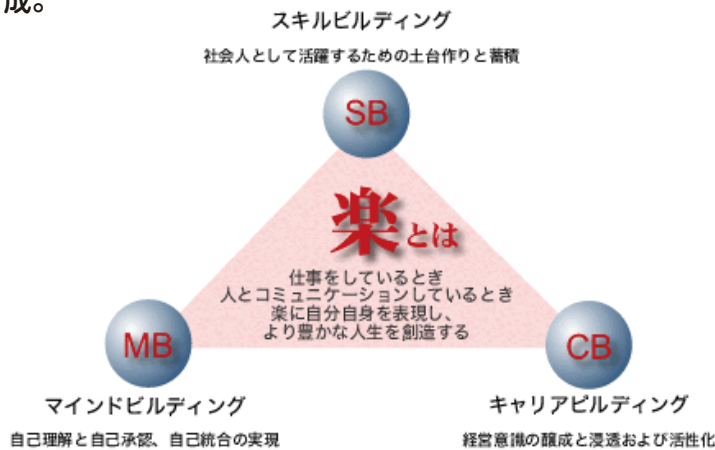 成。
スキルビルディング
社会人として活躍するための土台作りと蓄積
SB
楽とは
仕事をしているとき
人とコミュニケーションしているとき
楽に自分自身を表現し、
より豊かな人生を創造する
MB
CB
マインドビルディング
キャリアビルディング
自己理解と自己承認、自己統合の実現
経営意識の醸成と浸透および活性化